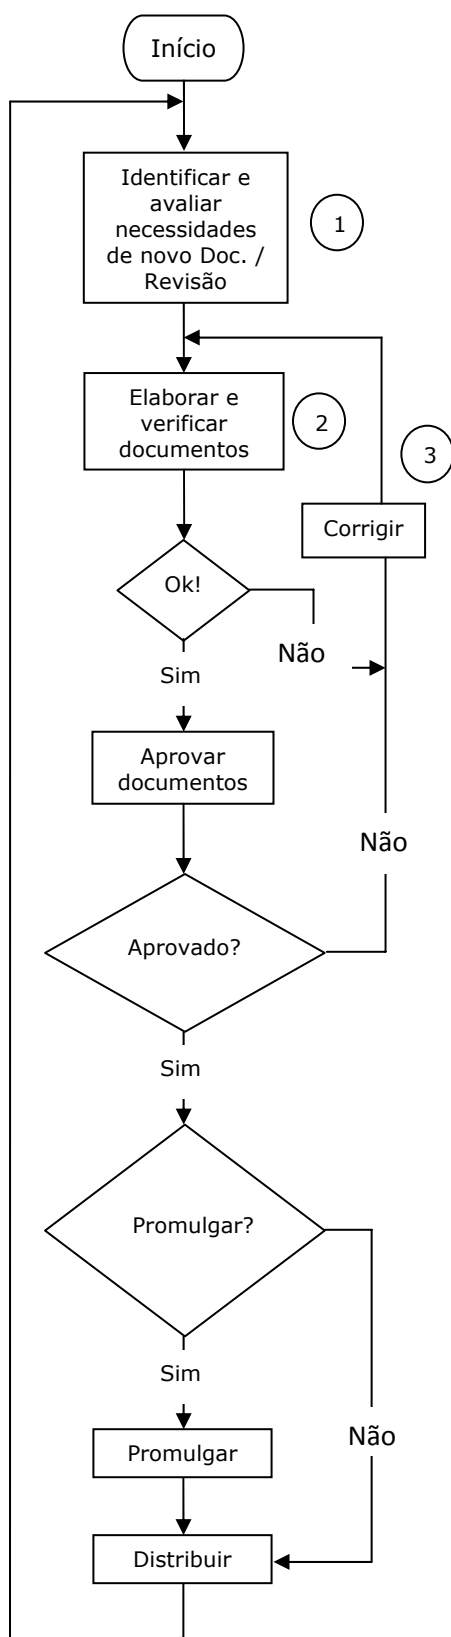 Início
Identificar e
avaliar
necessidades
de novo Doc. /
Revisão
1
Elaborar e
verificar
documentos
2
3
Corrigir
Ok!
Não
Sim
Aprovar
documentos
Não
Aprovado?
Sim
Promulgar?
Sim
Não
Promulgar
Distribuir